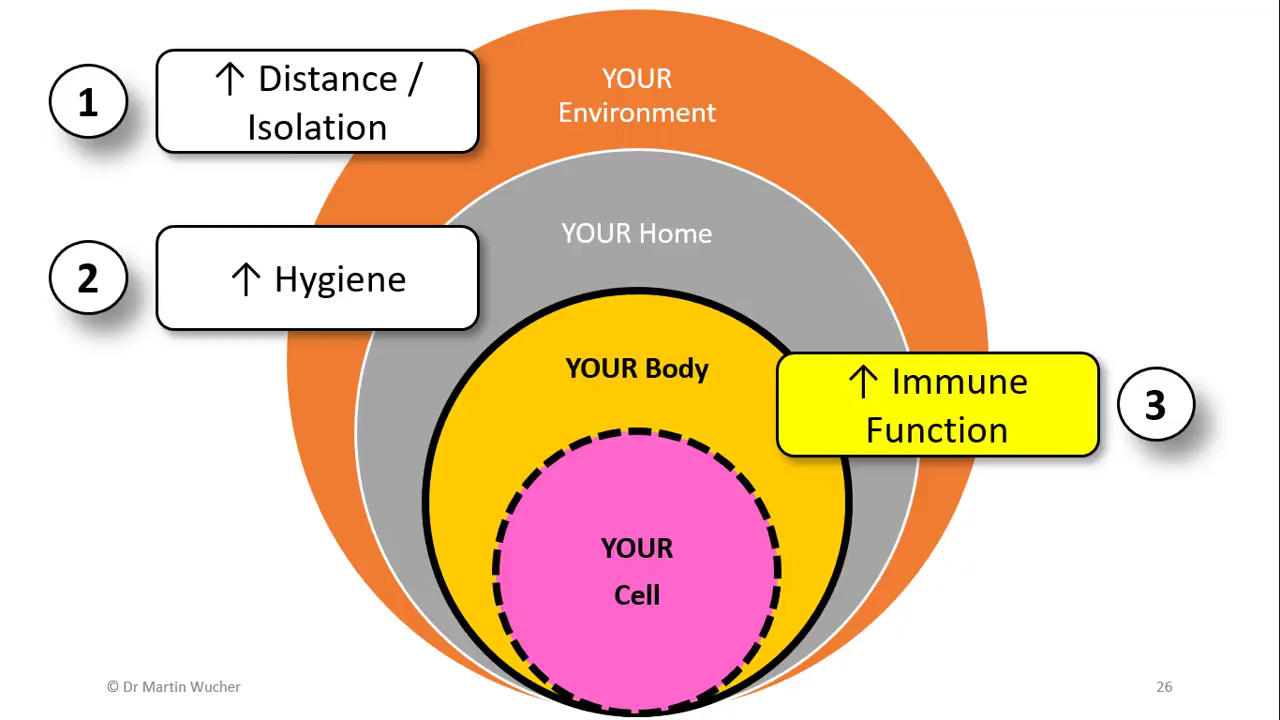 1
↑ Distance /
Isolation
YOUR
Environment
2
↑ Hygiene
YOUR Home
YOUR Body
↑ Immune
Function
3
YOUR
Cell
© Dr Martin Wucher
26